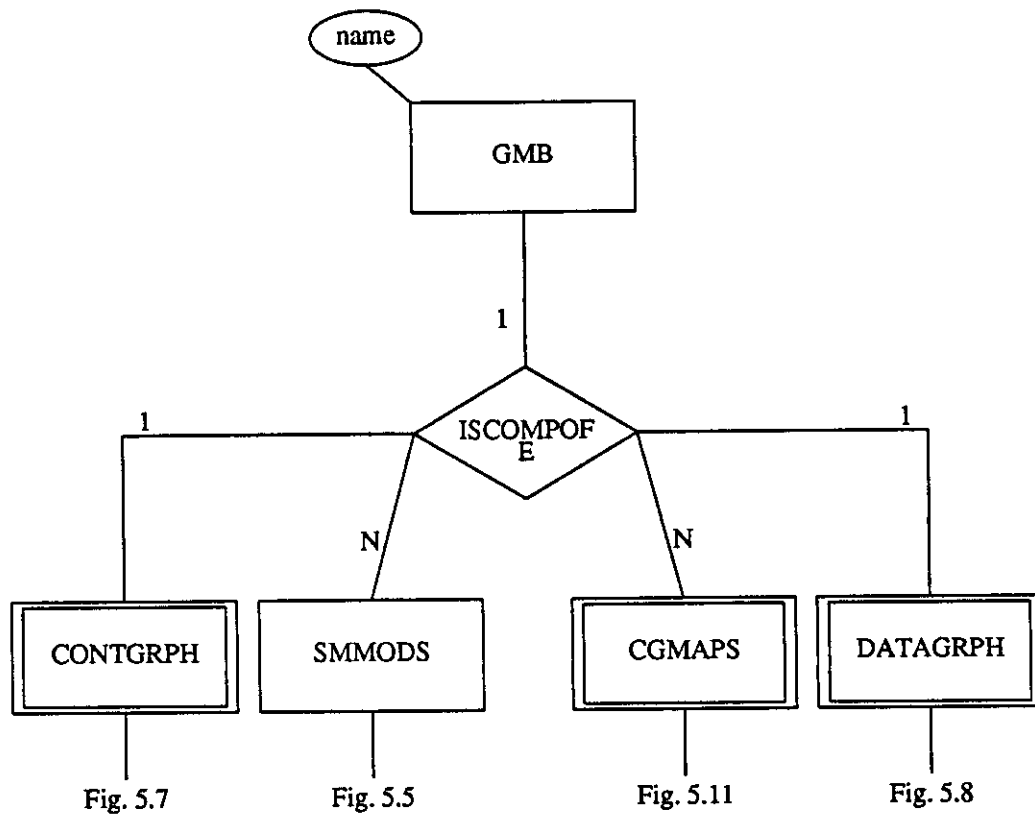 name
GMB
1
ISCOMPOF
E
1
1
N
N
CONTGRPH
SMMODS
CGMAPS
DATAGRPH
Fig. 5.7
Fig. 5.5
Fig. 5.11
Fig. 5.8